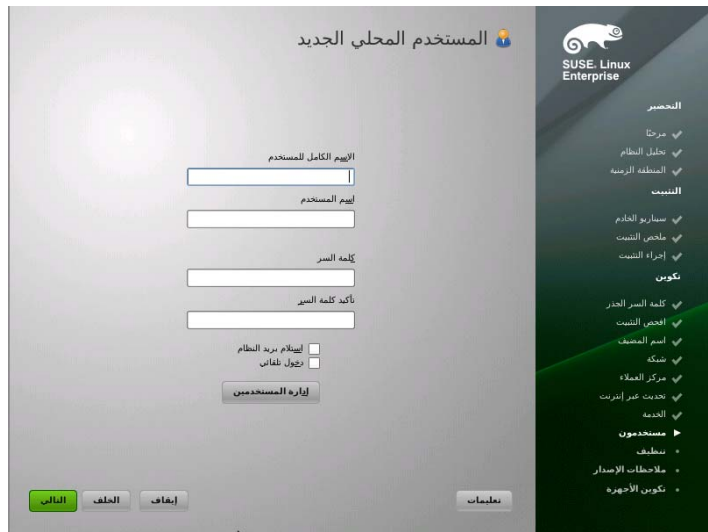 المستخدم المحلي الجديد
الاسم الكامل للمستخدم
اسم المستخدم
كلمة السر
تأكيد كلمة السر
استلام بريد النظام
دخول تلقائي
إدارة المستخدمين
تعليمات
إيقاف
الخلف
التالي
SUSE. Linux
Enterprise
التحضير
مرحبًا
تحليل النظام
المنطقة الزمنية
التثبيت
سيناريو الخادم
ملخص التثبيت
إجراء التثبيت
تكوين
كلمة السر الجذر
افحص التثبيت
اسم المضيف
شبكة
مركز العملاء
تحديث عبر إنترنت
الخدمة
مستخدمون
تنظيف
ملاحظات الإصدار
تكوين الأجهزة